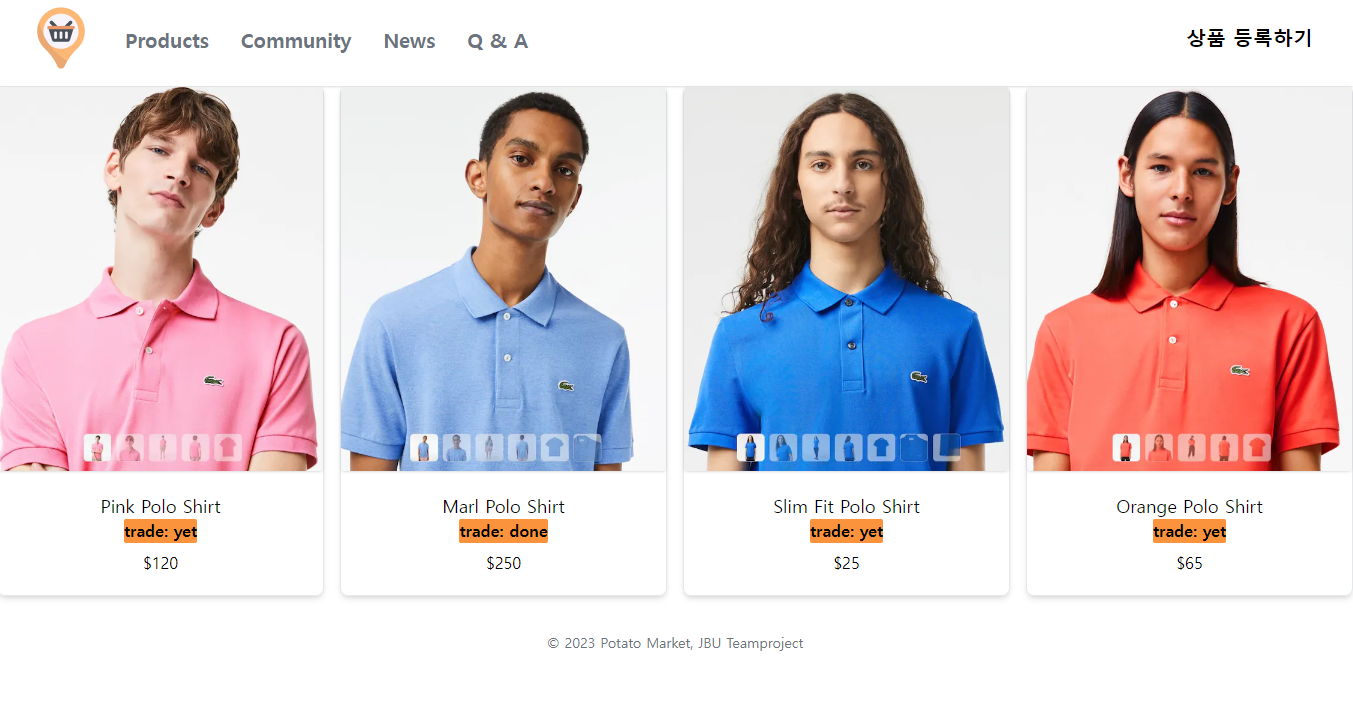 Products Community News Q & A 상품 등록하기
Pink Polo Shirt
trade: yet
$120
Marl Polo Shirt
trade: done
$250
Slim Fit Polo Shirt
trade: yet
$25
Orange Polo Shirt
trade: yet
$65
© 2023 Potato Market, JBU Teamproject